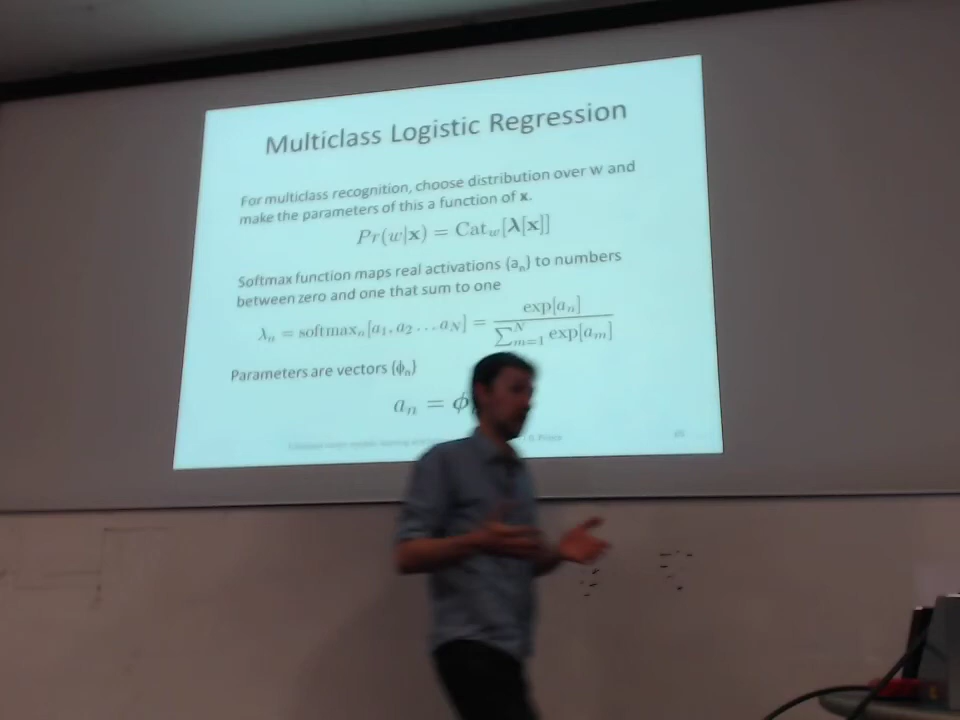 Multiclass Logistic Regression
For multiclass recognition, choose distribution over w and
make the parameters of this a function of x.
Pr(w|x) = Cat_w[λ[x]]
Softmax function maps real activations (a_n) to numbers
between zero and one that sum to one
λ_n = softmax_n[a_1, a_2 … a_N] = exp[a_n] / ∑_{m=1}^{N} exp[a_m]
Parameters are vectors {ϕ_n}
a_n = ϕ
Prince